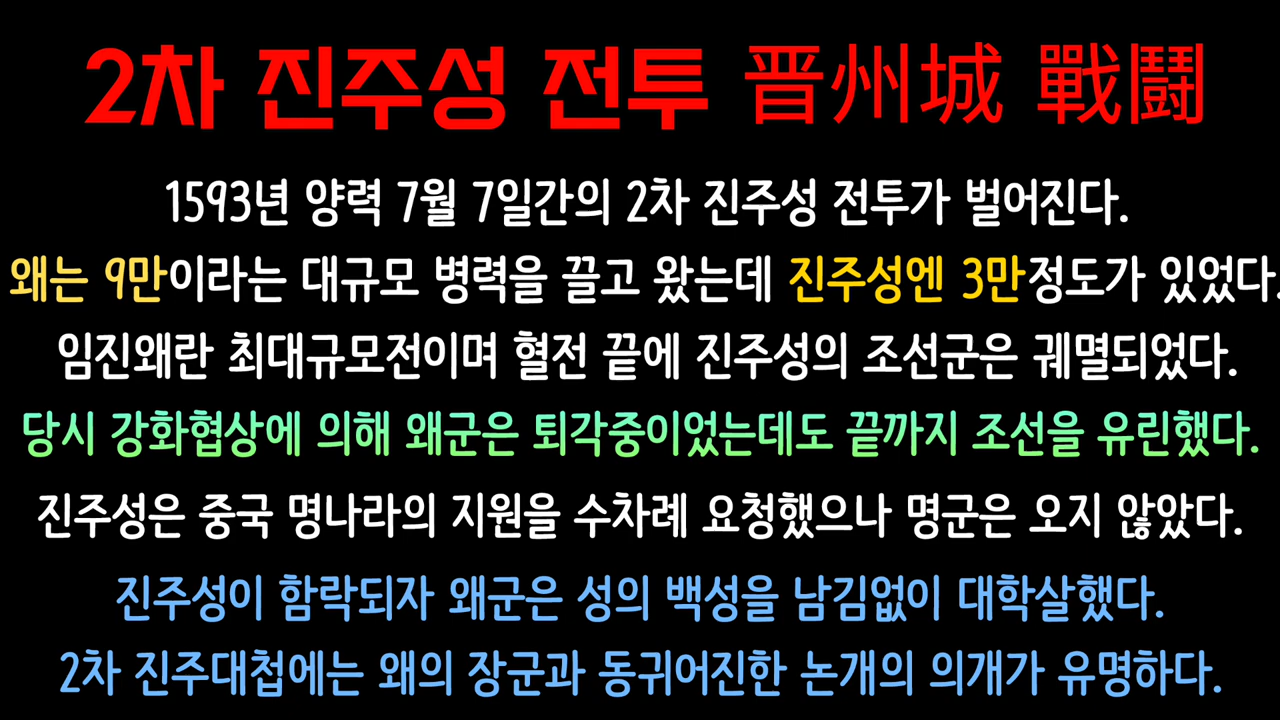 2차 진주성 전투 晋州城 戰鬪
1593년 양력 7월 7일간의 2차 진주성 전투가 벌어진다.
왜는 9만이라는 대규모 병력을 끌고 왔는데 진주성엔 3만정도가 있었다.
임진왜란 최대규모전이며 혈전 끝에 진주성의 조선군은 궤멸되었다.
당시 강화협상에 의해 왜군은 퇴각중이었는데도 끝까지 조선을 유린했다.
진주성은 중국 명나라의 지원을 수차례 요청했으나 명군은 오지 않았다.
진주성이 함락되자 왜군은 성의 백성을 남김없이 대학살했다.
2차 진주대첩에는 왜의 장군과 동귀어진한 논개의 의개가 유명하다.